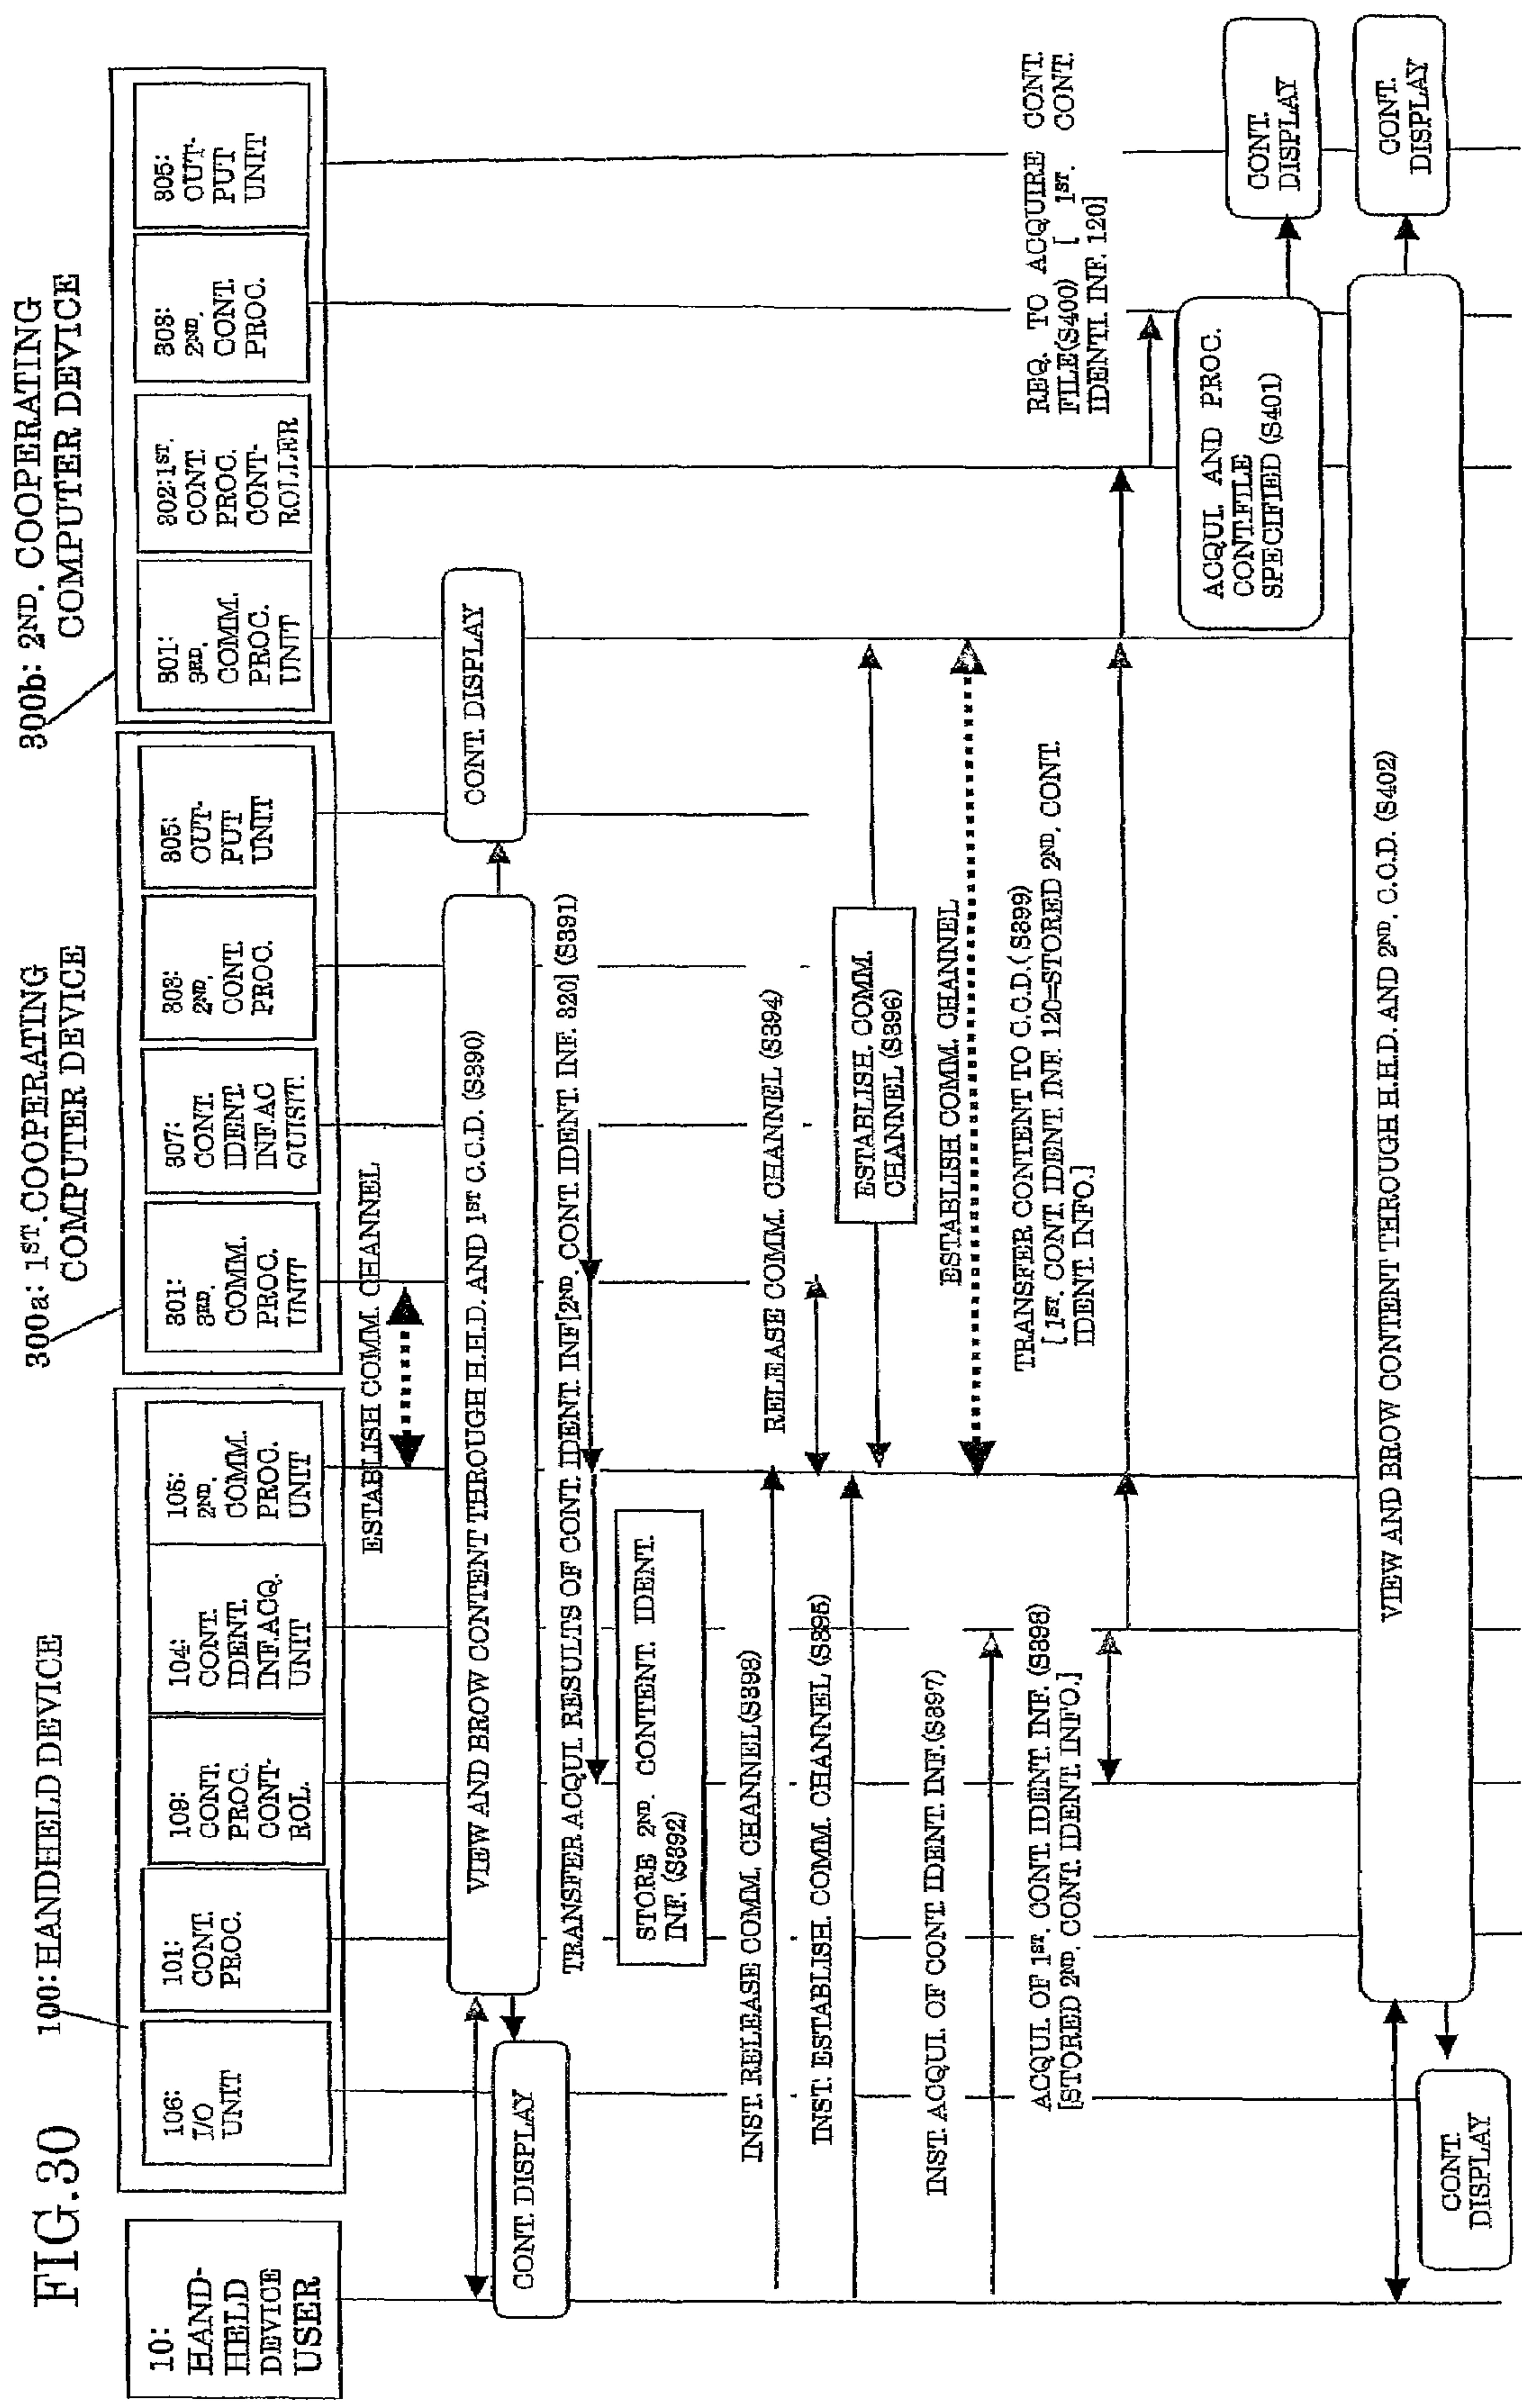 FIG.30
10:
HAND-
HELD
DEVICE
USER
100:HANDHELD DEVICE
106:
I/O
UNIT
101:
CONT.
PROC.
109:
CONT.
PROC.
CONT-
ROL.
104:
CONT.
IDENT.
INF.ACQ.
UNIT
105:
2ND.
COMM.
PROC.
UNIT
300a: 1ST.COOPERATING
COMPUTER DEVICE
301:
3RD.
COMM.
PROC.
UNIT
307:
CONT.
IDENT.
INF.AC
QUISIT.
303:
2ND.
CONT.
PROC.
305:
OUT-
PUT
UNIT
300b: 2ND. COOPERATING
COMPUTER DEVICE
301:
3RD.
COMM.
PROC.
UNIT
302:1ST.
CONT.
PROC.
CONT-
ROLLER
303:
2ND.
CONT.
PROC.
305:
OUT-
PUT
UNIT
ESTABLISH COMM. CHANNEL
VIEW AND BROW CONTENT THROUGH H.H.D. AND 1ST C.C.D. (S390)
CONT. DISPLAY
CONT. DISPLAY
TRANSFER ACQUI. RESULTS OF CONT. IDENT. INF[2ND. CONT. IDENT. INF. 320] (S391)
STORE 2ND. CONTENT. IDENT.
INF. (S392)
INST. RELEASE COMM. CHANNEL(S393)
RELEASE COMM. CHANNEL (S394)
INST. ESTABLISH. COMM. CHANNEL (S395)
ESTABLISH. COMM.
CHANNEL (S396)
ESTABLISH COMM. CHANNEL
INST. ACQUI. OF CONT IDENT. INF.(S397)
ACQUI. OF 1ST. CONT. IDENT. INF. (S398)
[STORED 2ND. CONT. IDENT. INFO.]
TRANSFER CONTENT TO C.C.D.(S399)
[1ST. CONT. IDENT. INF. 120=STORED 2ND. CONT.
IDENT. INFO.]
REQ. TO ACQUIRE CONT.
FILE(S400) [ 1ST. CONT.
IDENTI. INF. 120]
ACQUI. AND PROC.
CONT.FILE
SPECIFIED (S401)
CONT.
DISPLAY
VIEW AND BROW CONTENT THROUGH H.H.D. AND 2ND. C.C.D. (S402)
CONT.
DISPLAY
CONT.
DISPLAY